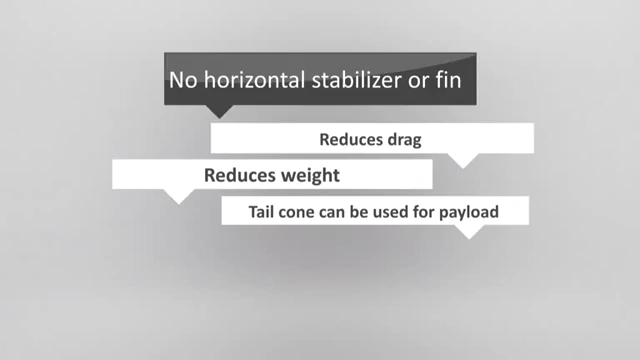 No horizontal stabilizer or fin
Reduces drag
Reduces weight
Tail cone can be used for payload